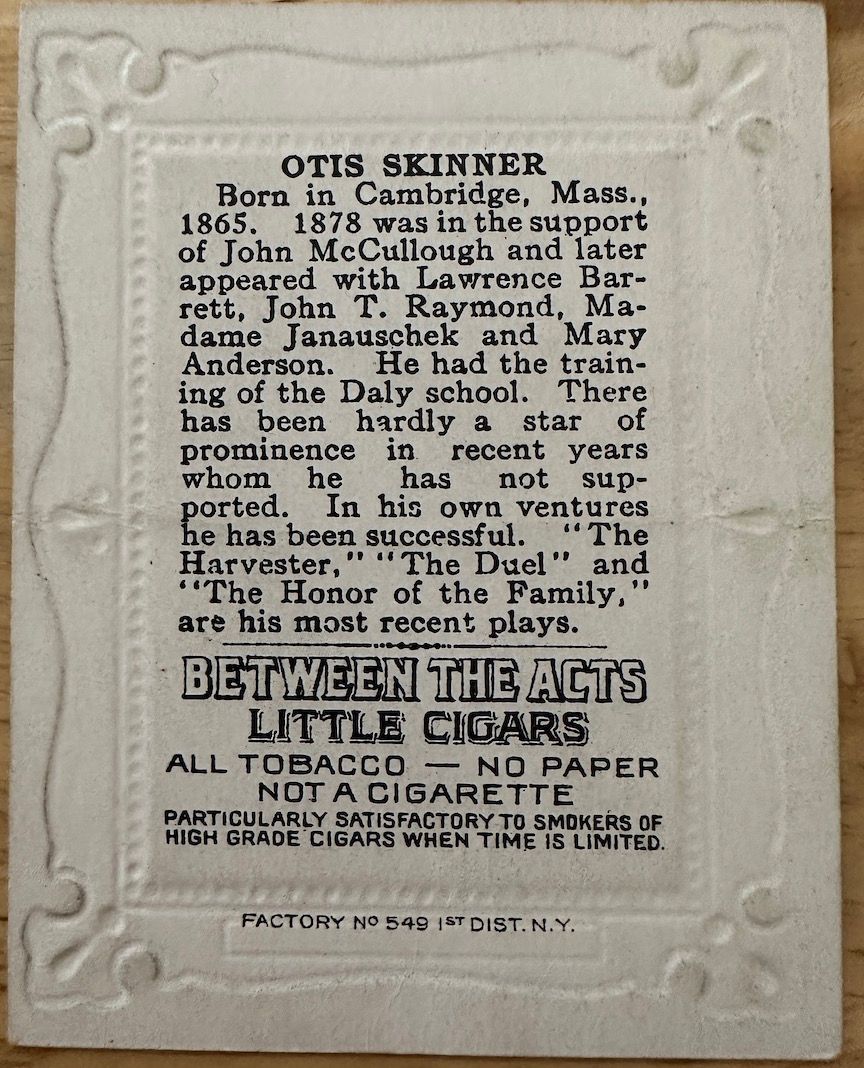 OTIS SKINNER
Born in Cambridge, Mass.,
1865. 1878 was in the support
of John McCullough and later
appeared with Lawrence Bar-
rett, John T. Raymond, Ma-
dame Janauschek and Mary
Anderson. He had the train-
ing of the Daly school. There
has been hardly a star of
prominence in recent years
whom he has not sup-
ported. In his own ventures
he has been successful. "The
Harvester," "The Duel" and
"The Honor of the Family,"
are his most recent plays.
BETWEEN THE ACTS
LITTLE CIGARS
ALL TOBACCO — NO PAPER
NOT A CIGARETTE
PARTICULARLY SATISFACTORY TO SMOKERS OF
HIGH GRADE CIGARS WHEN TIME IS LIMITED.
FACTORY Nº 549 1ST DIST. N.Y.